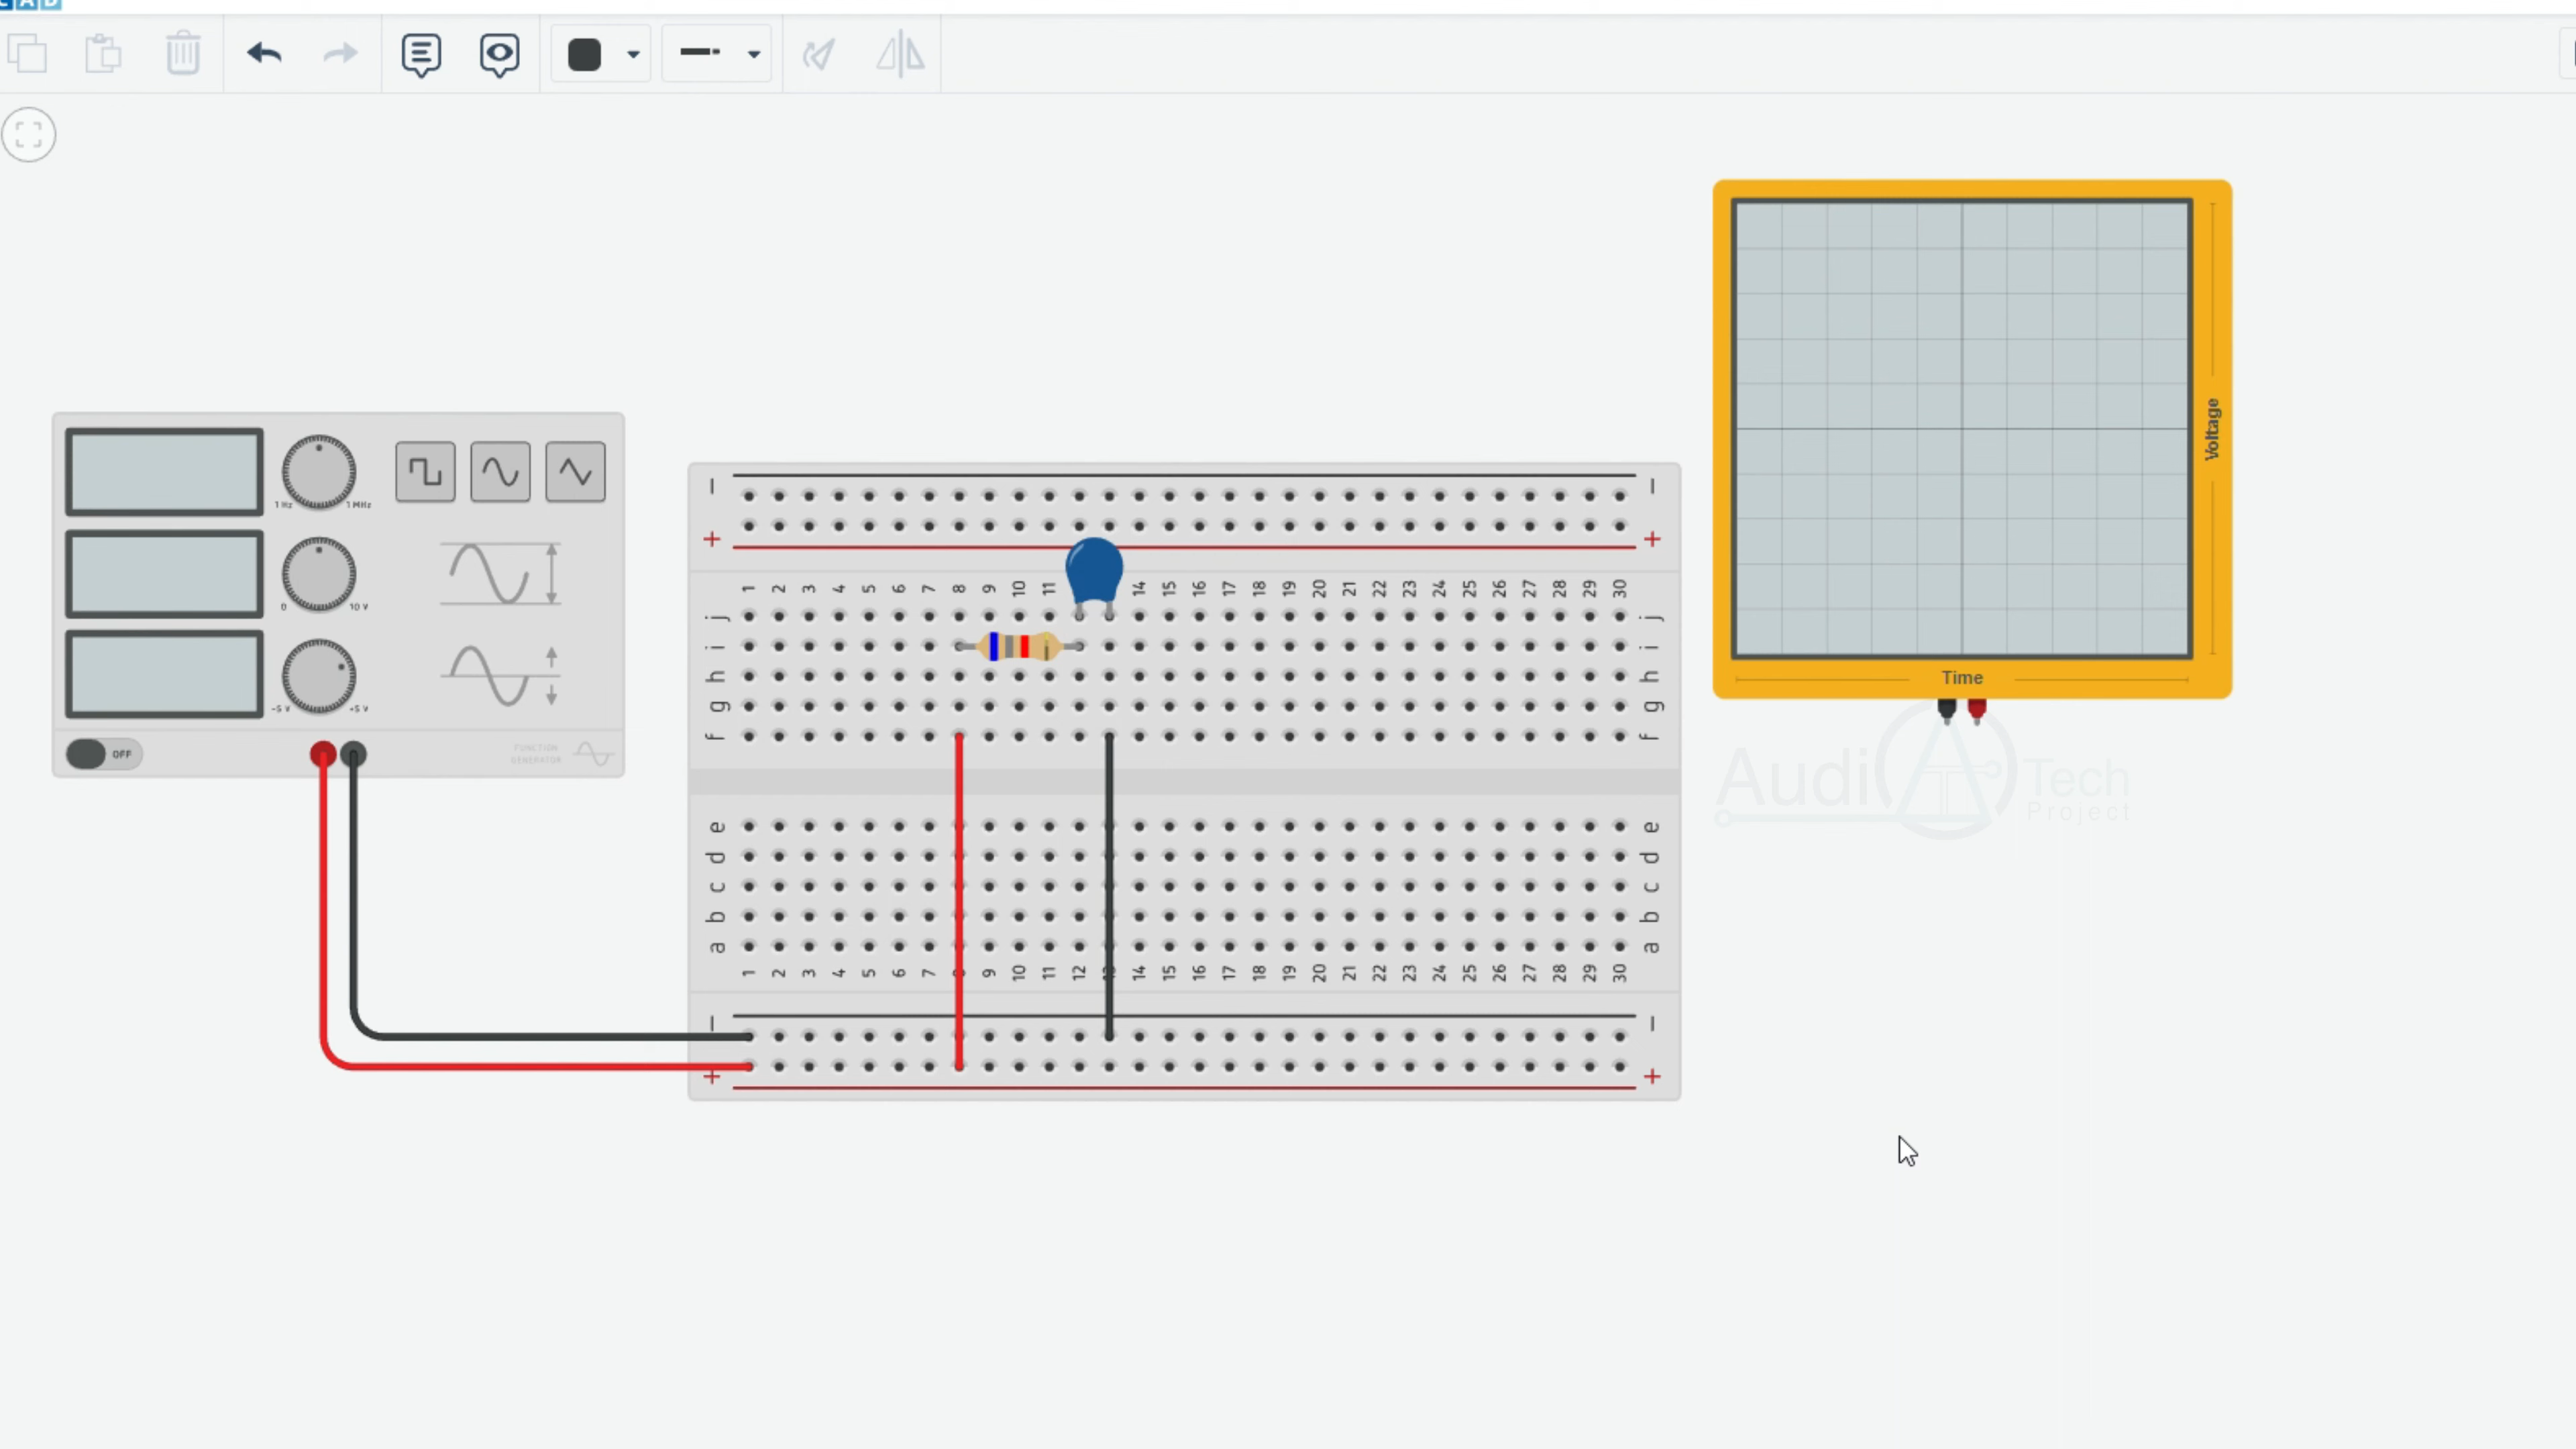 CAD
1 Hz 1 MHz
0 10 V
-5 V +5 V
OFF
FUNCTION
GENERATOR
− −
+ +
1 2 3 4 5 6 7 8 9 10 11 14 15 16 17 18 19 20 21 22 23 24 25 26 27 28 29 30
j j
i i
h h
g g
f f
e e
d d
c c
b b
a a
1 2 3 4 5 6 7 9 10 11 12 14 15 16 17 18 19 20 21 22 23 24 25 26 27 28 29 30
− −
+ +
Voltage
Time
Audi
Tech
Project